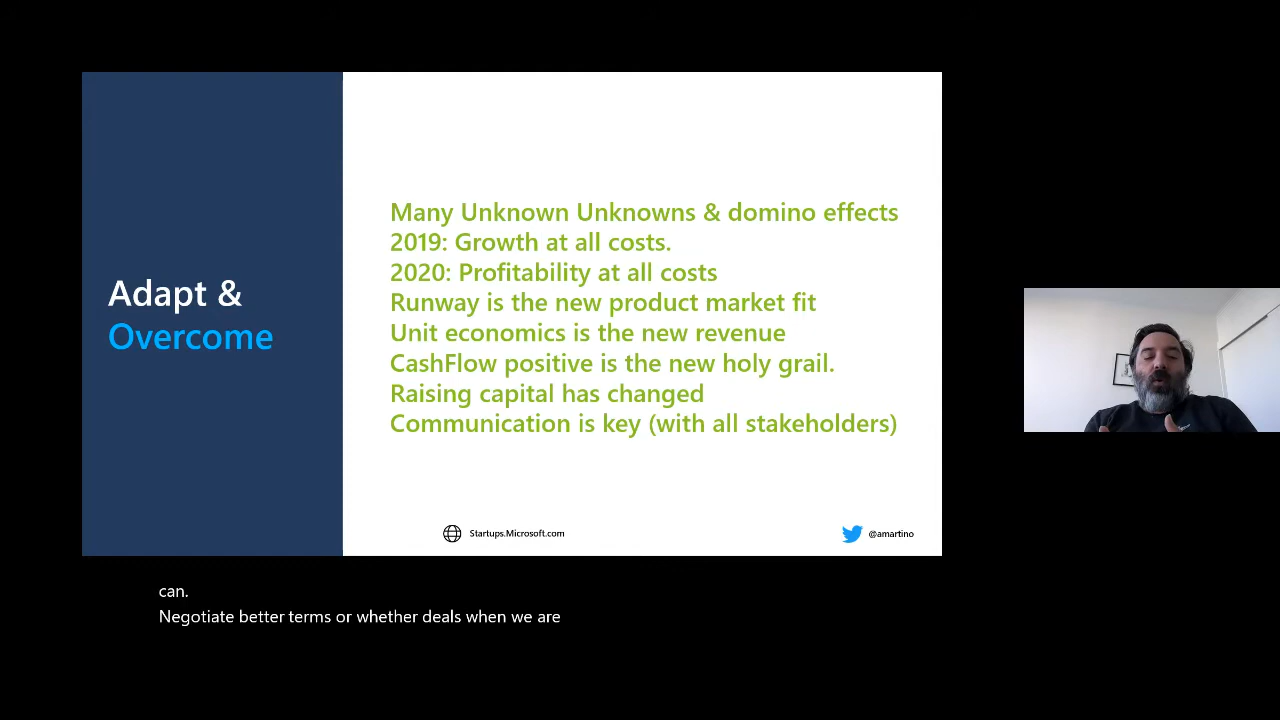 Adapt &
Overcome
Many Unknown Unknowns & domino effects
2019: Growth at all costs.
2020: Profitability at all costs
Runway is the new product market fit
Unit economics is the new revenue
CashFlow positive is the new holy grail.
Raising capital has changed
Communication is key (with all stakeholders)
Startups.Microsoft.com
@amartino
can.
Negotiate better terms or whether deals when we are